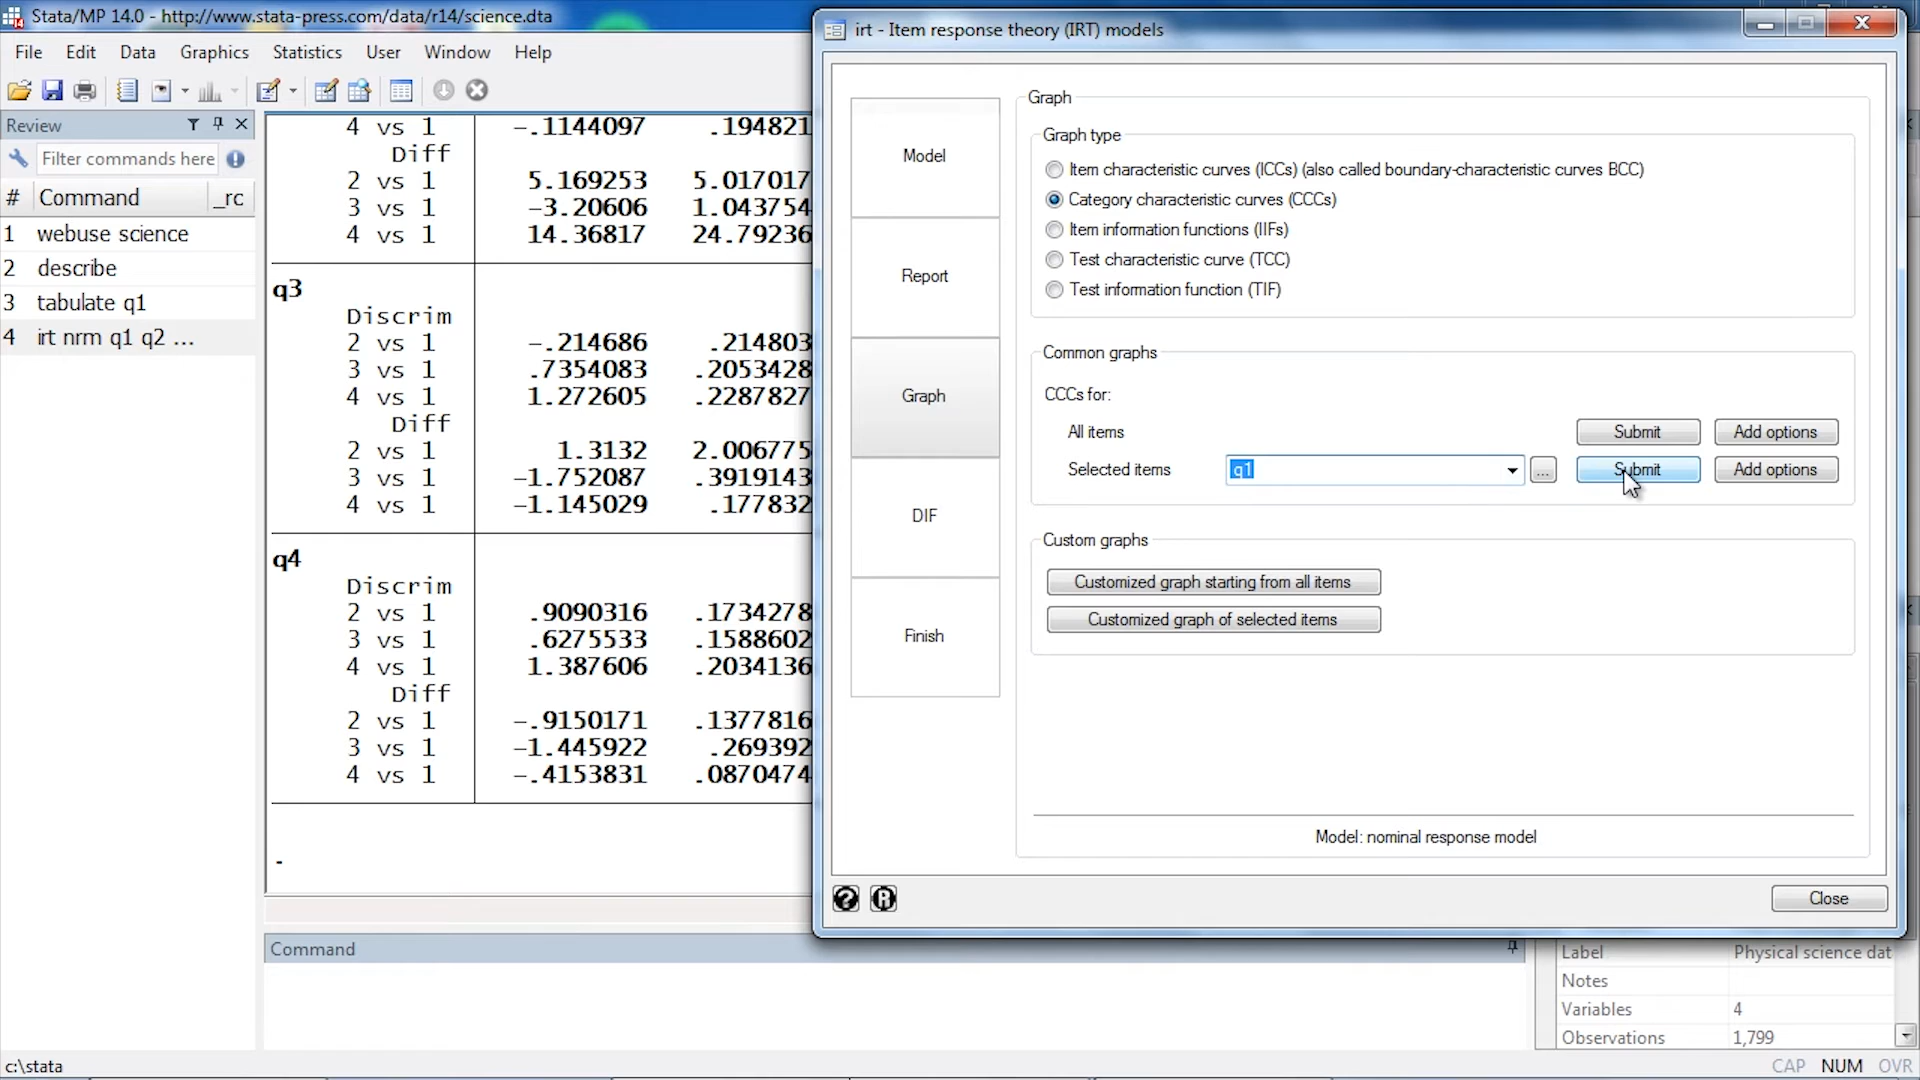 Stata/MP 14.0 - http://www.stata-press.com/data/r14/science.dta
File Edit Data Graphics Statistics User Window Help
Review
Filter commands here
# Command _rc
1 webuse science
2 describe
3 tabulate q1
4 irt nrm q1 q2 ...
4 vs 1 -.1144097 .194821
Diff
2 vs 1 5.169253 5.017017
3 vs 1 -3.20606 1.043754
4 vs 1 14.36817 24.79236
q3
Discrim
2 vs 1 -.214686 .214803
3 vs 1 .7354083 .2053428
4 vs 1 1.272605 .2287827
Diff
2 vs 1 1.3132 2.006775
3 vs 1 -1.752087 .3919143
4 vs 1 -1.145029 .177832
q4
Discrim
2 vs 1 .9090316 .1734278
3 vs 1 .6275533 .1588602
4 vs 1 1.387606 .2034136
Diff
2 vs 1 -.9150171 .1377816
3 vs 1 -1.445922 .269392
4 vs 1 -.4153831 .0870474
.
Command
irt - Item response theory (IRT) models
Model
Report
Graph
DIF
Finish
Graph
Graph type
Item characteristic curves (ICCs) (also called boundary-characteristic curves BCC)
Category characteristic curves (CCCs)
Item information functions (IIFs)
Test characteristic curve (TCC)
Test information function (TIF)
Common graphs
CCCs for:
All items Submit Add options
Selected items q1 ... Submit Add options
Custom graphs
Customized graph starting from all items
Customized graph of selected items
Model: nominal response model
? R Close
Label Physical science dat
Notes
Variables 4
Observations 1,799
c:\stata CAP NUM OVR